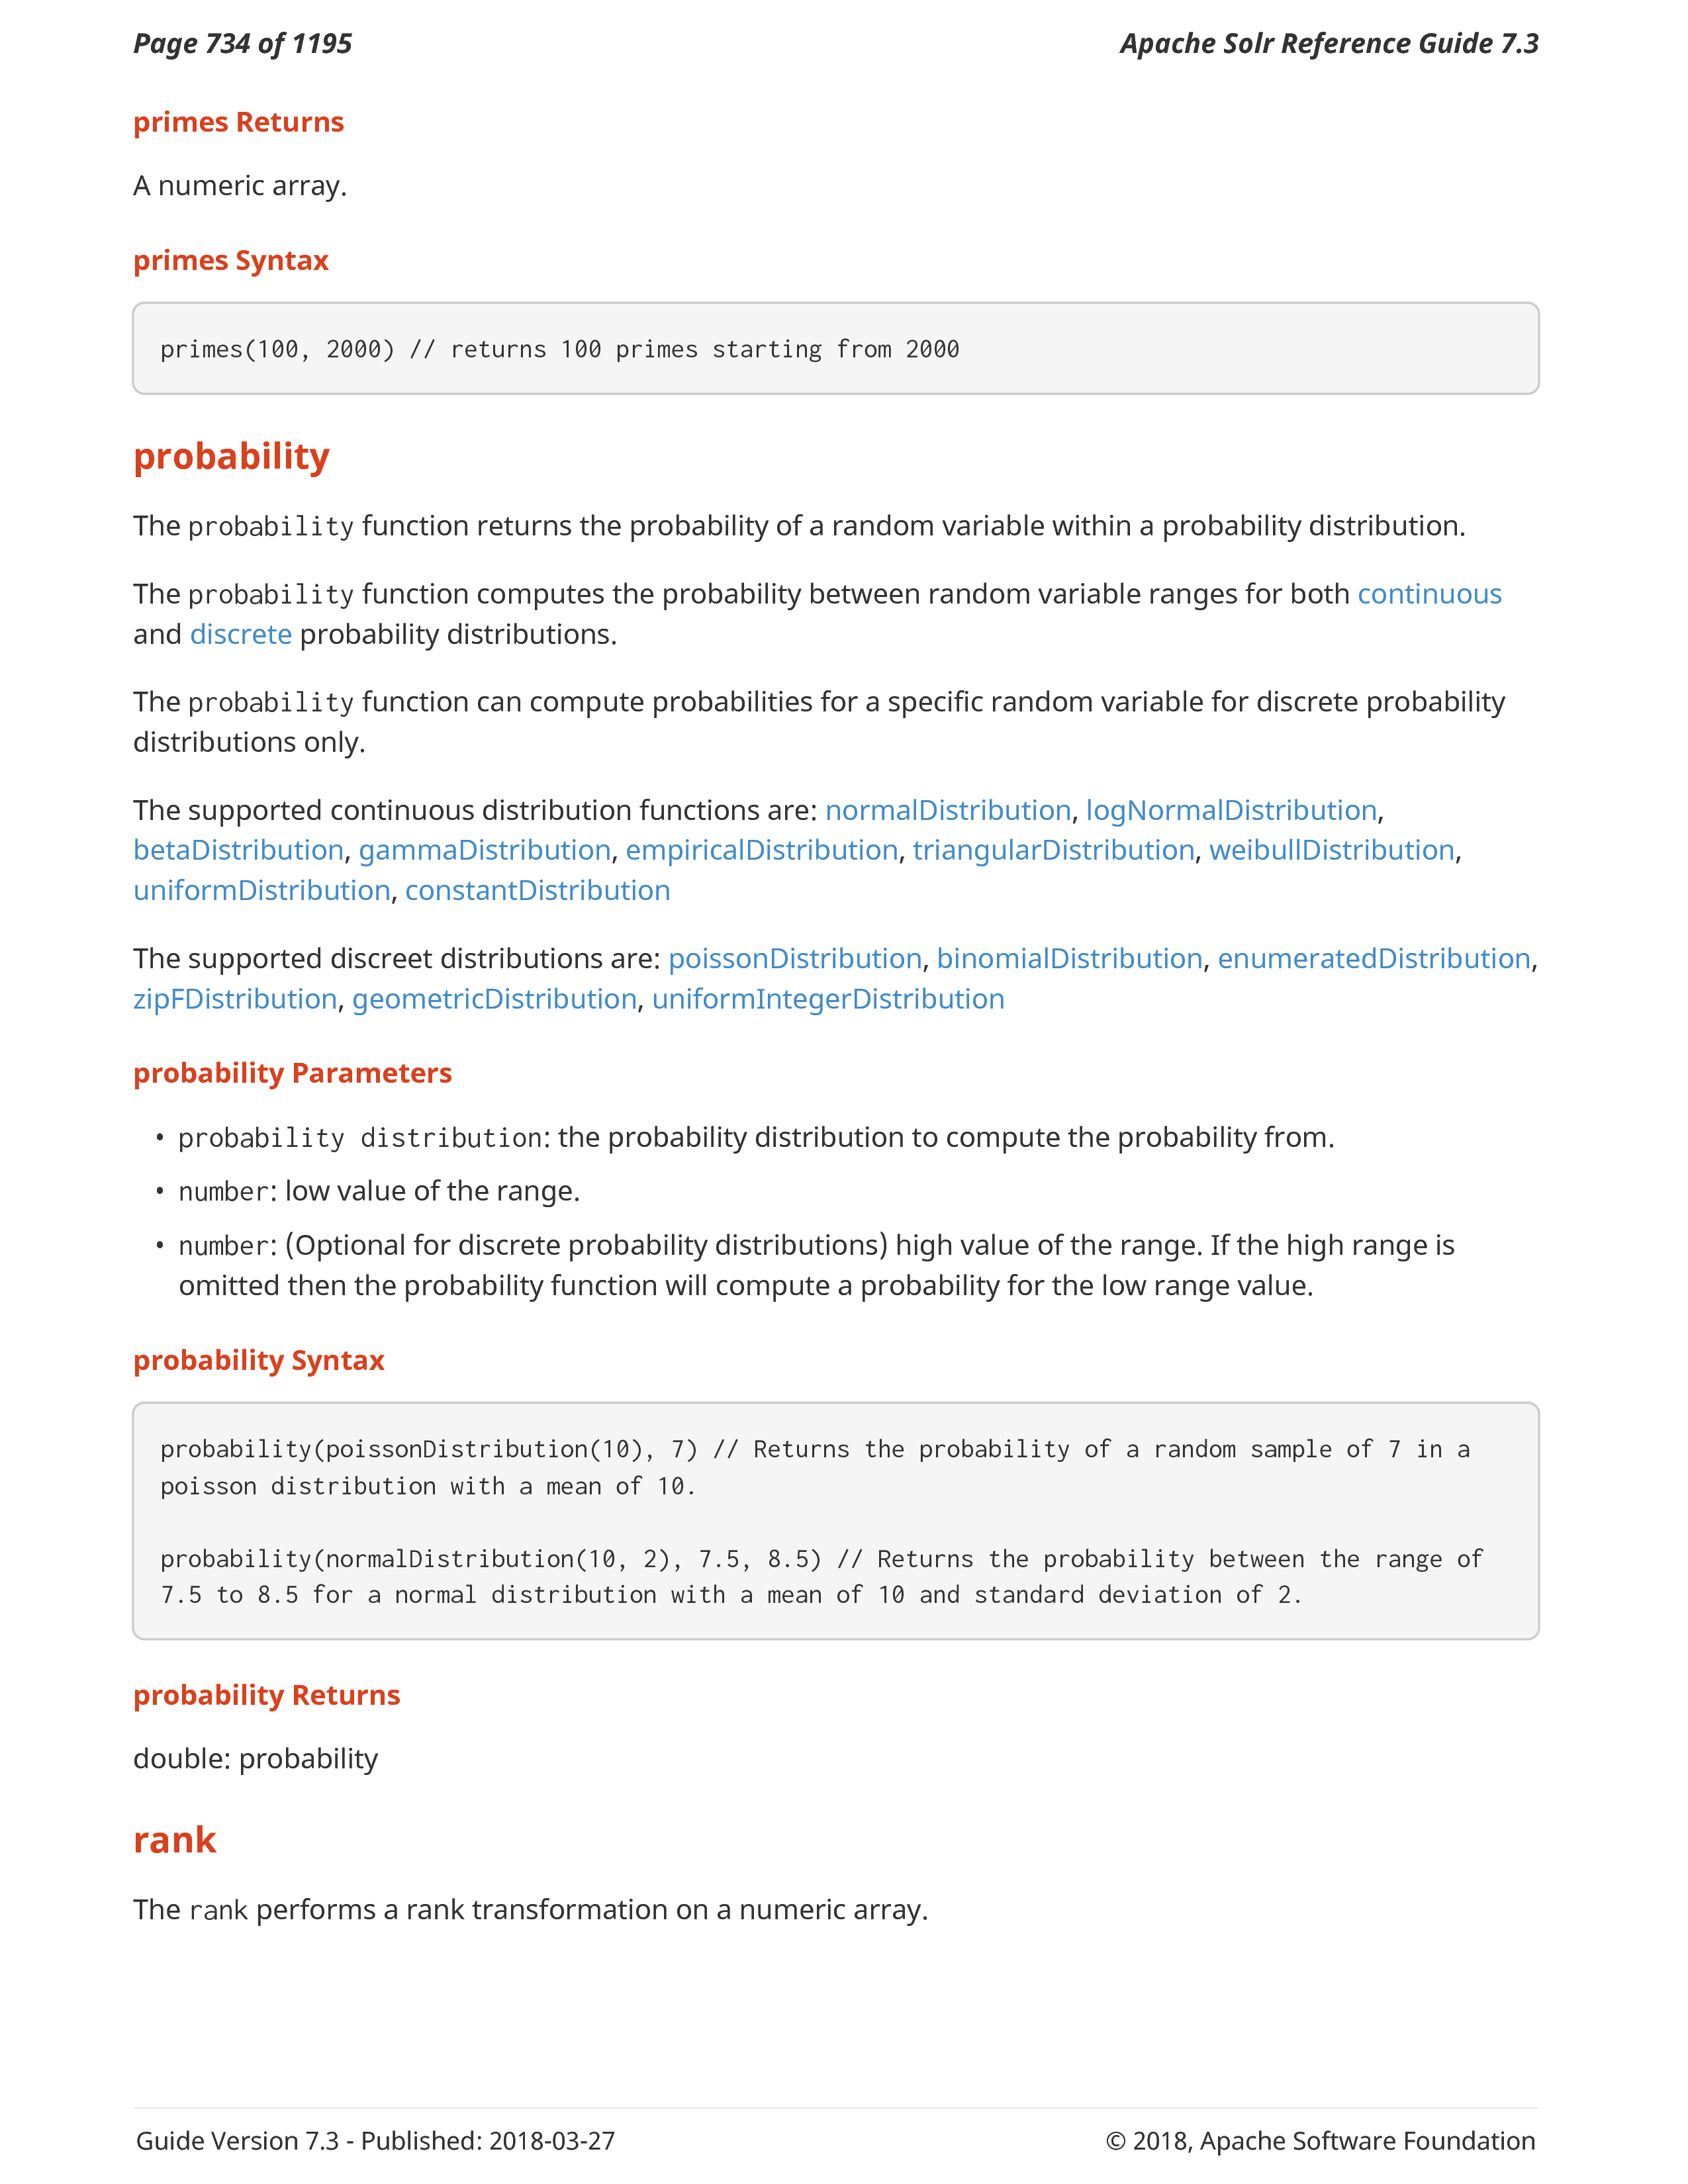 Page 734 of 1195
Apache Solr Reference Guide 7.3
primes Returns
A numeric array.
primes Syntax
primes(100, 2000) // returns 100 primes starting from 2000
probability
The probability function returns the probability of a random variable within a probability distribution.
The probability function computes the probability between random variable ranges for both continuous
and discrete probability distributions.
The probability function can compute probabilities for a specific random variable for discrete probability
distributions only.
The supported continuous distribution functions are: normalDistribution, logNormalDistribution,
betaDistribution, gammaDistribution, empiricalDistribution, triangularDistribution, weibullDistribution,
uniformDistribution, constantDistribution
The supported discreet distributions are: poissonDistribution, binomialDistribution, enumeratedDistribution,
zipFDistribution, geometricDistribution, uniformIntegerDistribution
probability Parameters
• probability distribution: the probability distribution to compute the probability from.
• number: low value of the range.
• number: (Optional for discrete probability distributions) high value of the range. If the high range is
omitted then the probability function will compute a probability for the low range value.
probability Syntax
probability(poissonDistribution(10), 7) // Returns the probability of a random sample of 7 in a
poisson distribution with a mean of 10.
probability(normalDistribution(10, 2), 7.5, 8.5) // Returns the probability between the range of
7.5 to 8.5 for a normal distribution with a mean of 10 and standard deviation of 2.
probability Returns
double: probability
rank
The rank performs a rank transformation on a numeric array.
Guide Version 7.3 - Published: 2018-03-27
© 2018, Apache Software Foundation